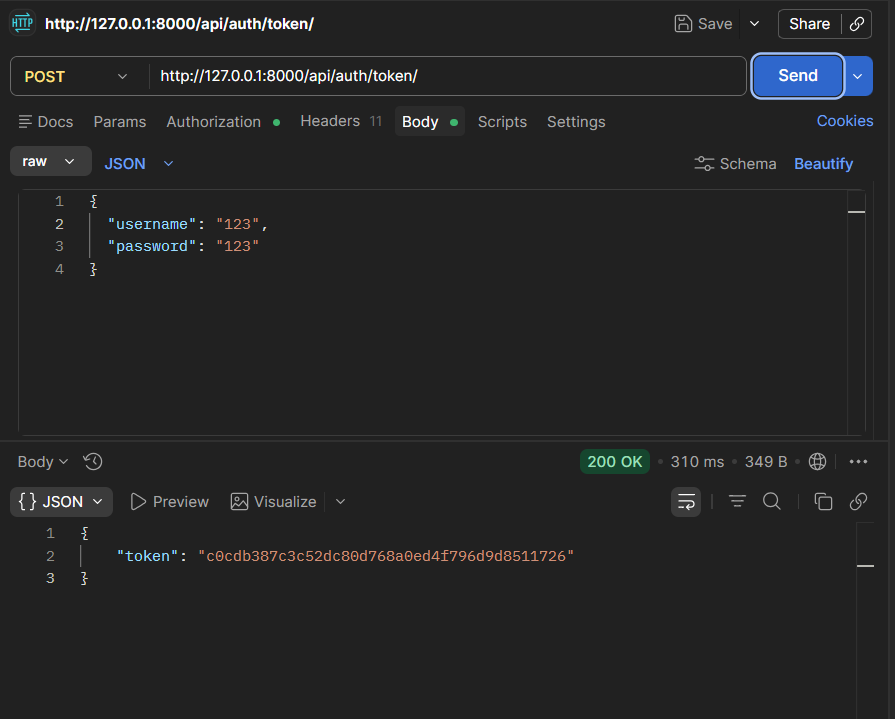 HTTP http://127.0.0.1:8000/api/auth/token/ Save Share
POST http://127.0.0.1:8000/api/auth/token/ Send
Docs Params Authorization Headers 11 Body Scripts Settings Cookies
raw JSON Schema Beautify
1 {
2 "username": "123",
3 "password": "123"
4 }
Body 200 OK • 310 ms • 349 B •
{} JSON Preview Visualize
1 {
2 "token": "c0cdb387c3c52dc80d768a0ed4f796d9d8511726"
3 }